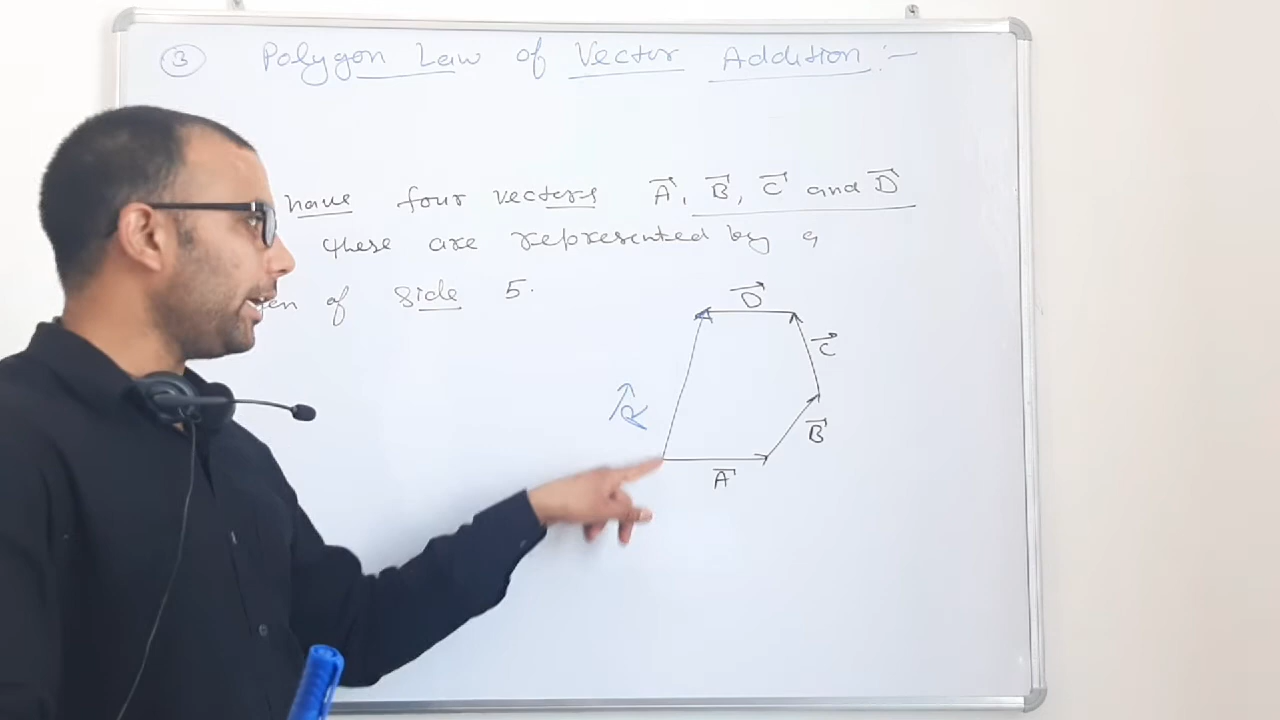 3 Polygon Law of Vector Addition :-
have four vectors A⃗, B⃗, C⃗ and D⃗
these are represented by a
of side 5.
D⃗
C⃗
R⃗
B⃗
A⃗